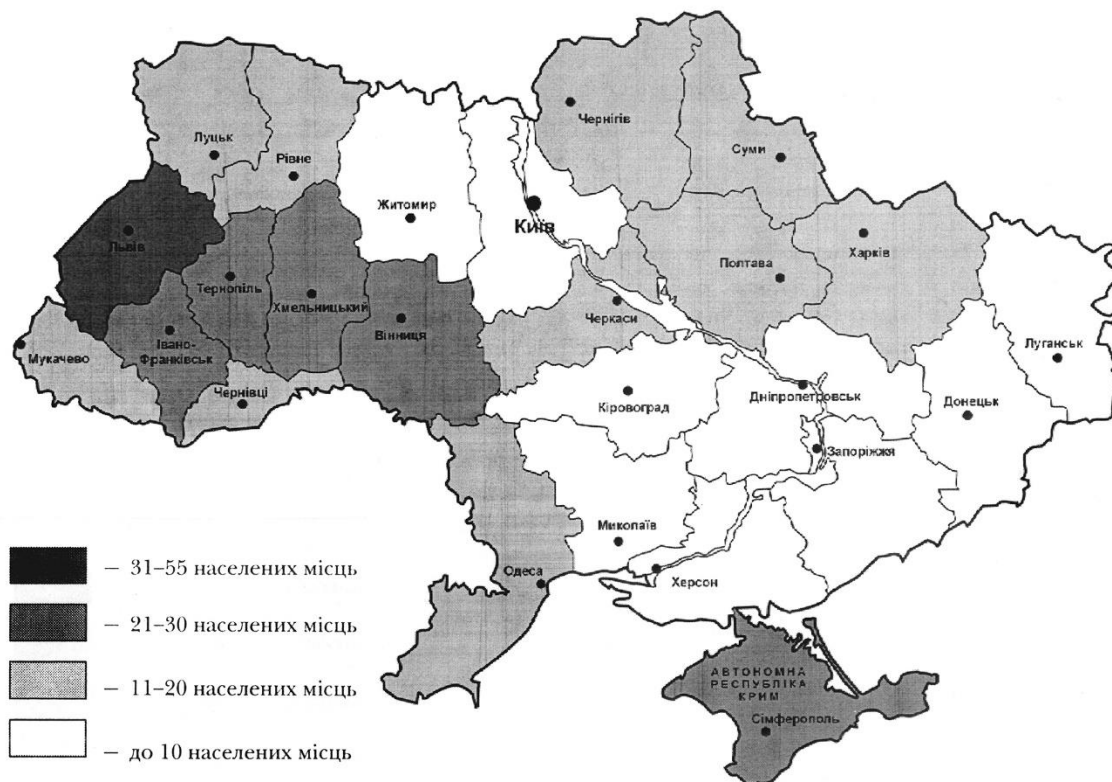 Чернігів
Суми
Луцьк
Рівне
Житомир
Київ
Львів
Харків
Полтава
Тернопіль
Хмельницький
Черкаси
Вінниця
Івано-
Франківськ
Мукачево
Луганськ
Чернівці
Кіровоград
Дніпропетровськ
Донецьк
Запоріжжя
Миколаїв
Одеса
Херсон
АВТОНОМНА
РЕСПУБЛІКА
КРИМ
Сімферополь
– 31–55 населених місць
– 21–30 населених місць
– 11–20 населених місць
– до 10 населених місць